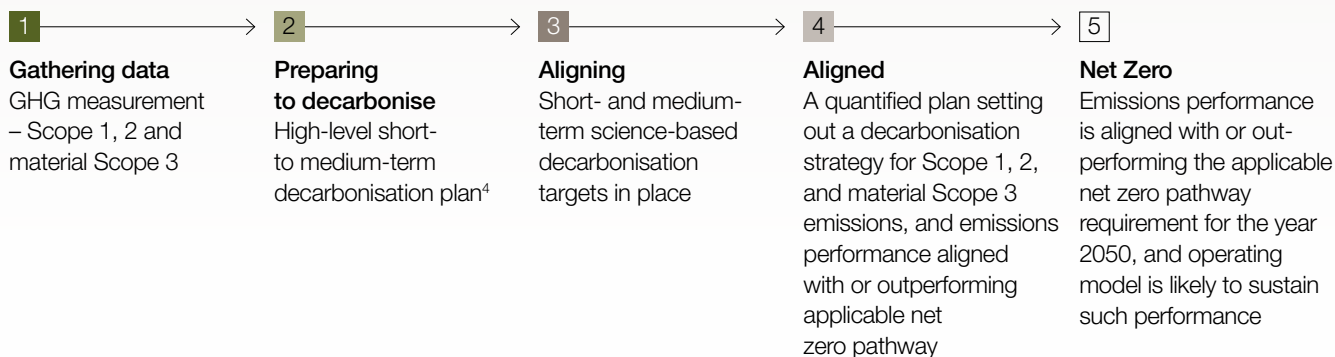 1
Gathering data
GHG measurement
– Scope 1, 2 and
material Scope 3
2
Preparing
to decarbonise
High-level short-
to medium-term
decarbonisation plan⁴
3
Aligning
Short- and medium-
term science-based
decarbonisation
targets in place
4
Aligned
A quantified plan setting
out a decarbonisation
strategy for Scope 1, 2,
and material Scope 3
emissions, and emissions
performance aligned
with or outperforming
applicable net
zero pathway
5
Net Zero
Emissions performance
is aligned with or out-
performing the applicable
net zero pathway
requirement for the year
2050, and operating
model is likely to sustain
such performance